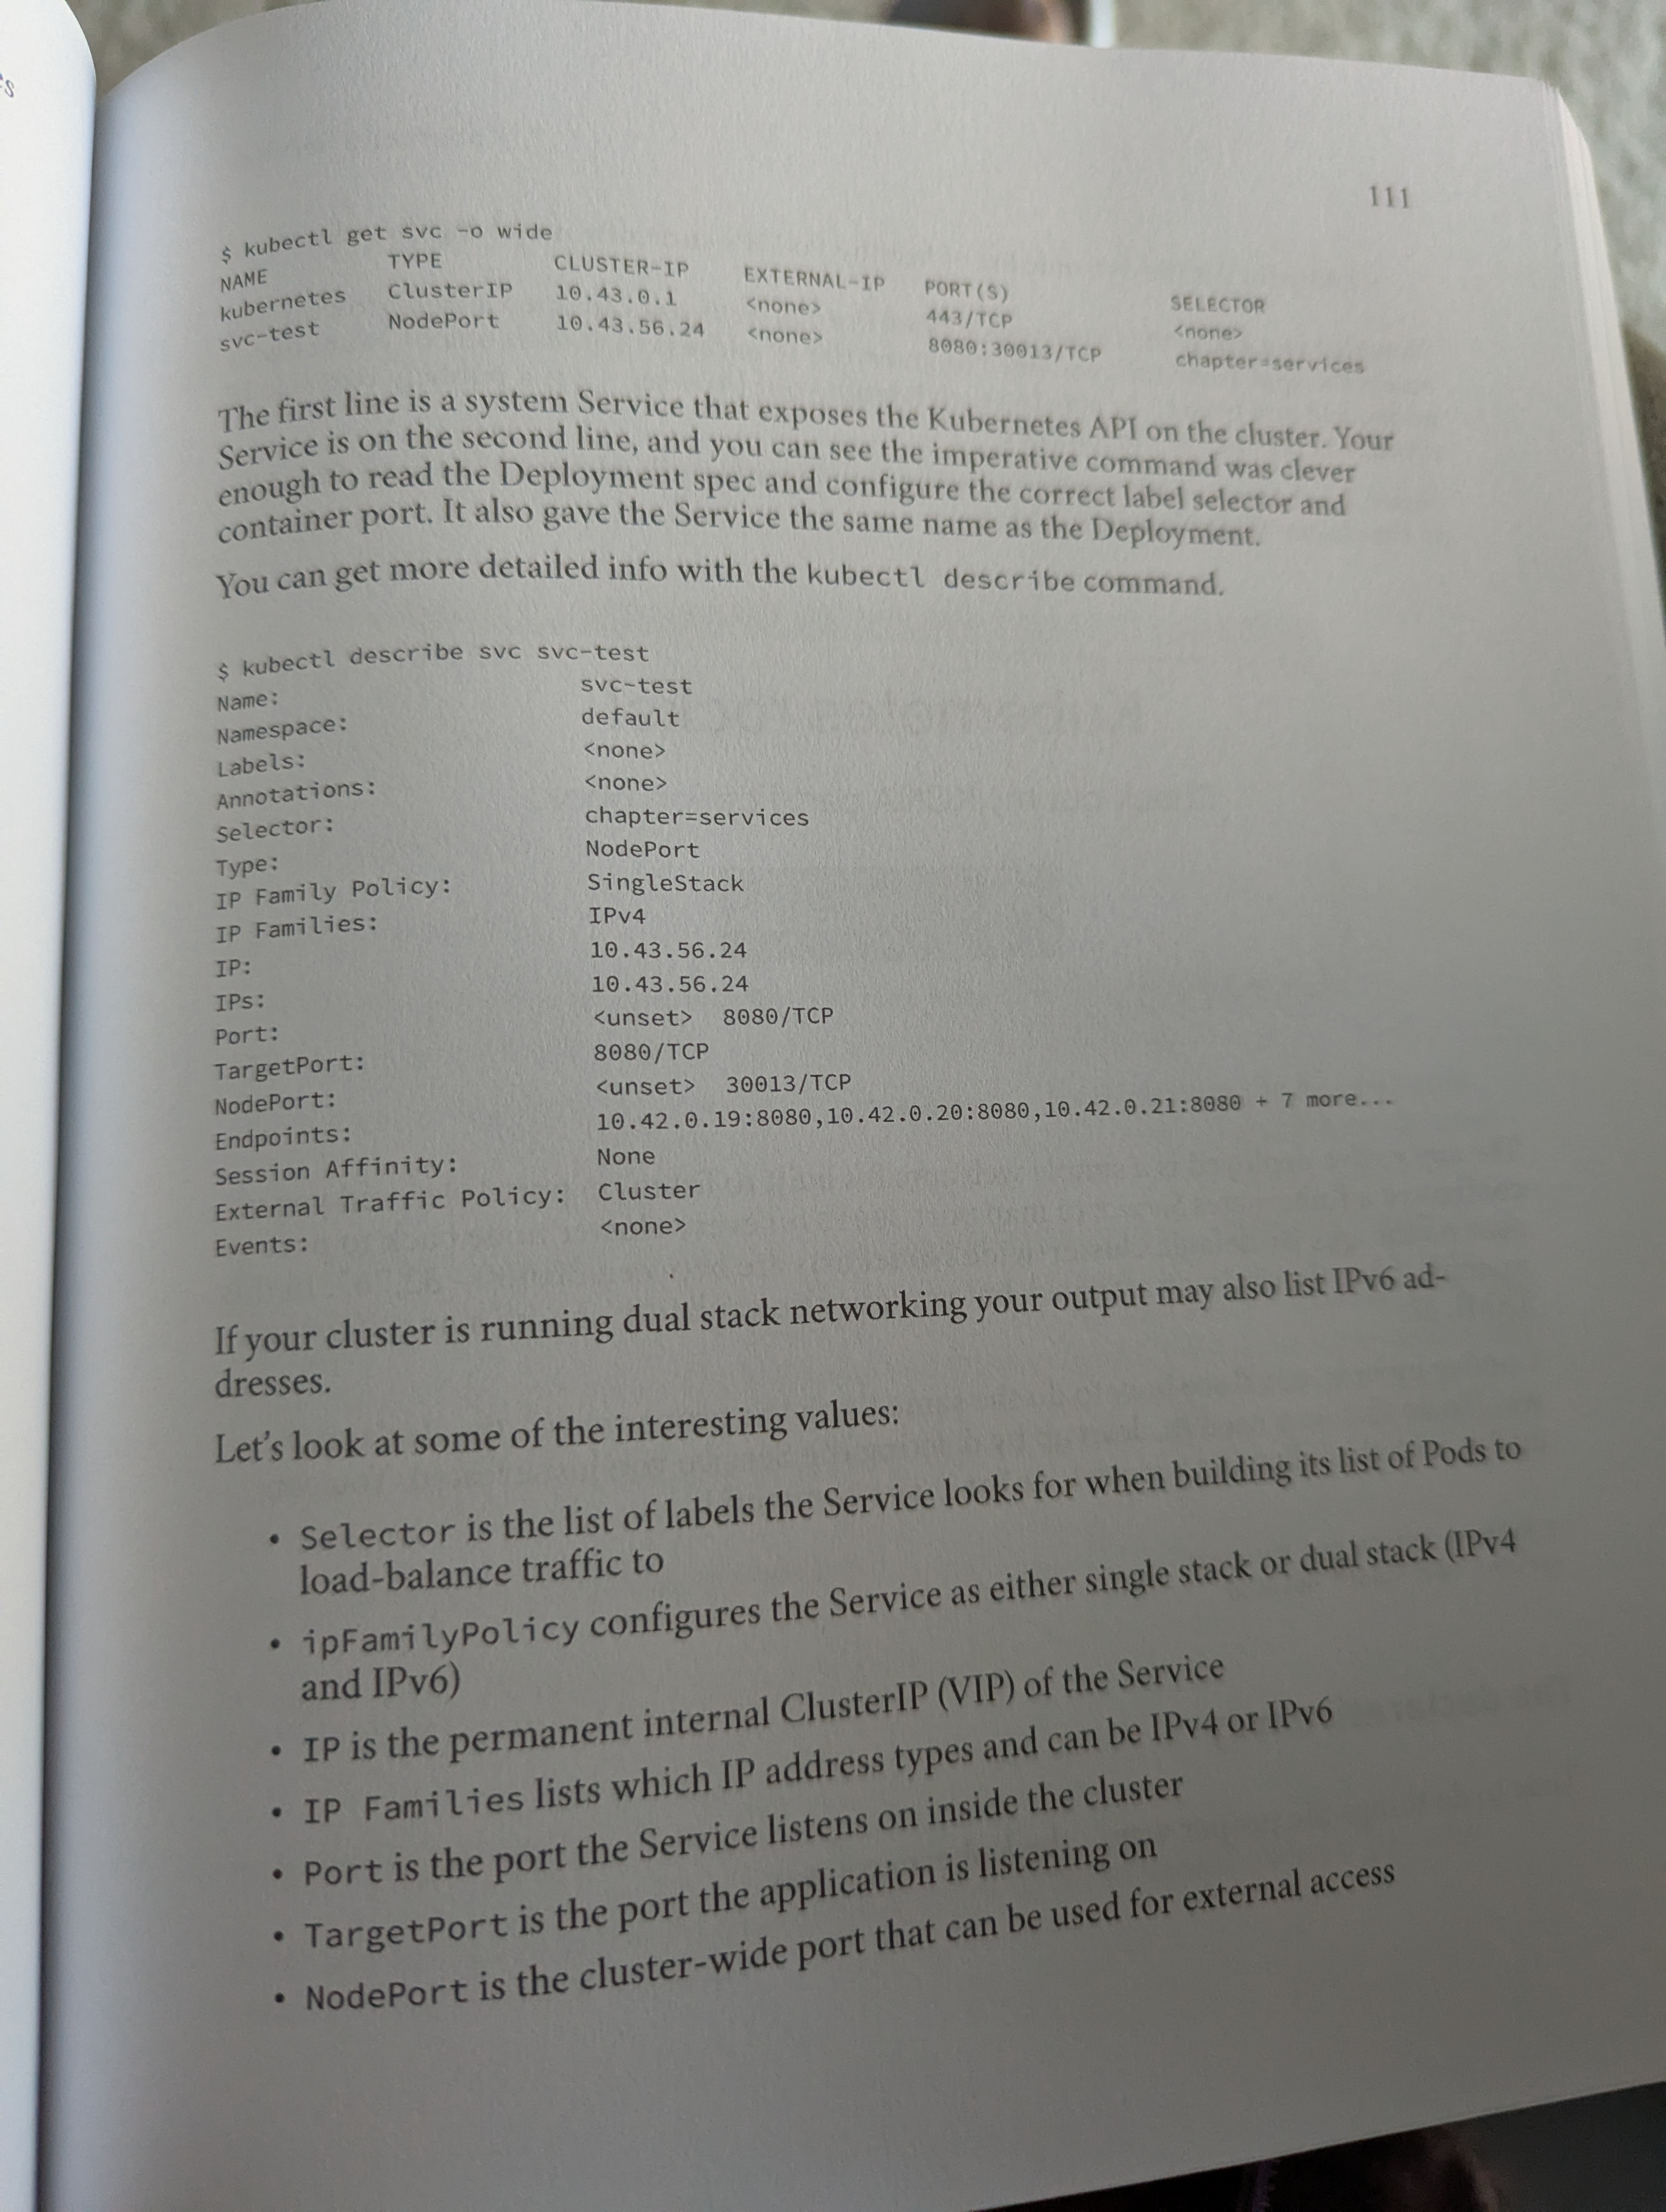 111
$ kubectl get svc -o wide
NAME TYPE CLUSTER-IP EXTERNAL-IP PORT(S) SELECTOR
kubernetes ClusterIP 10.43.0.1 <none> 443/TCP <none>
svc-test NodePort 10.43.56.24 <none> 8080:30013/TCP chapter=services
The first line is a system Service that exposes the Kubernetes API on the cluster. Your
Service is on the second line, and you can see the imperative command was clever
enough to read the Deployment spec and configure the correct label selector and
container port. It also gave the Service the same name as the Deployment.
You can get more detailed info with the kubectl describe command.
$ kubectl describe svc svc-test
Name: svc-test
Namespace: default
Labels: <none>
Annotations: <none>
Selector: chapter=services
Type: NodePort
IP Family Policy: SingleStack
IP Families: IPv4
IP: 10.43.56.24
IPs: 10.43.56.24
Port: <unset> 8080/TCP
TargetPort: 8080/TCP
NodePort: <unset> 30013/TCP
Endpoints: 10.42.0.19:8080,10.42.0.20:8080,10.42.0.21:8080 + 7 more...
Session Affinity: None
External Traffic Policy: Cluster
Events: <none>
If your cluster is running dual stack networking your output may also list IPv6 ad-
dresses.
Let's look at some of the interesting values:
• Selector is the list of labels the Service looks for when building its list of Pods to
load-balance traffic to
• ipFamilyPolicy configures the Service as either single stack or dual stack (IPv4
and IPv6)
• IP is the permanent internal ClusterIP (VIP) of the Service
• IP Families lists which IP address types and can be IPv4 or IPv6
• Port is the port the Service listens on inside the cluster
• TargetPort is the port the application is listening on
• NodePort is the cluster-wide port that can be used for external access